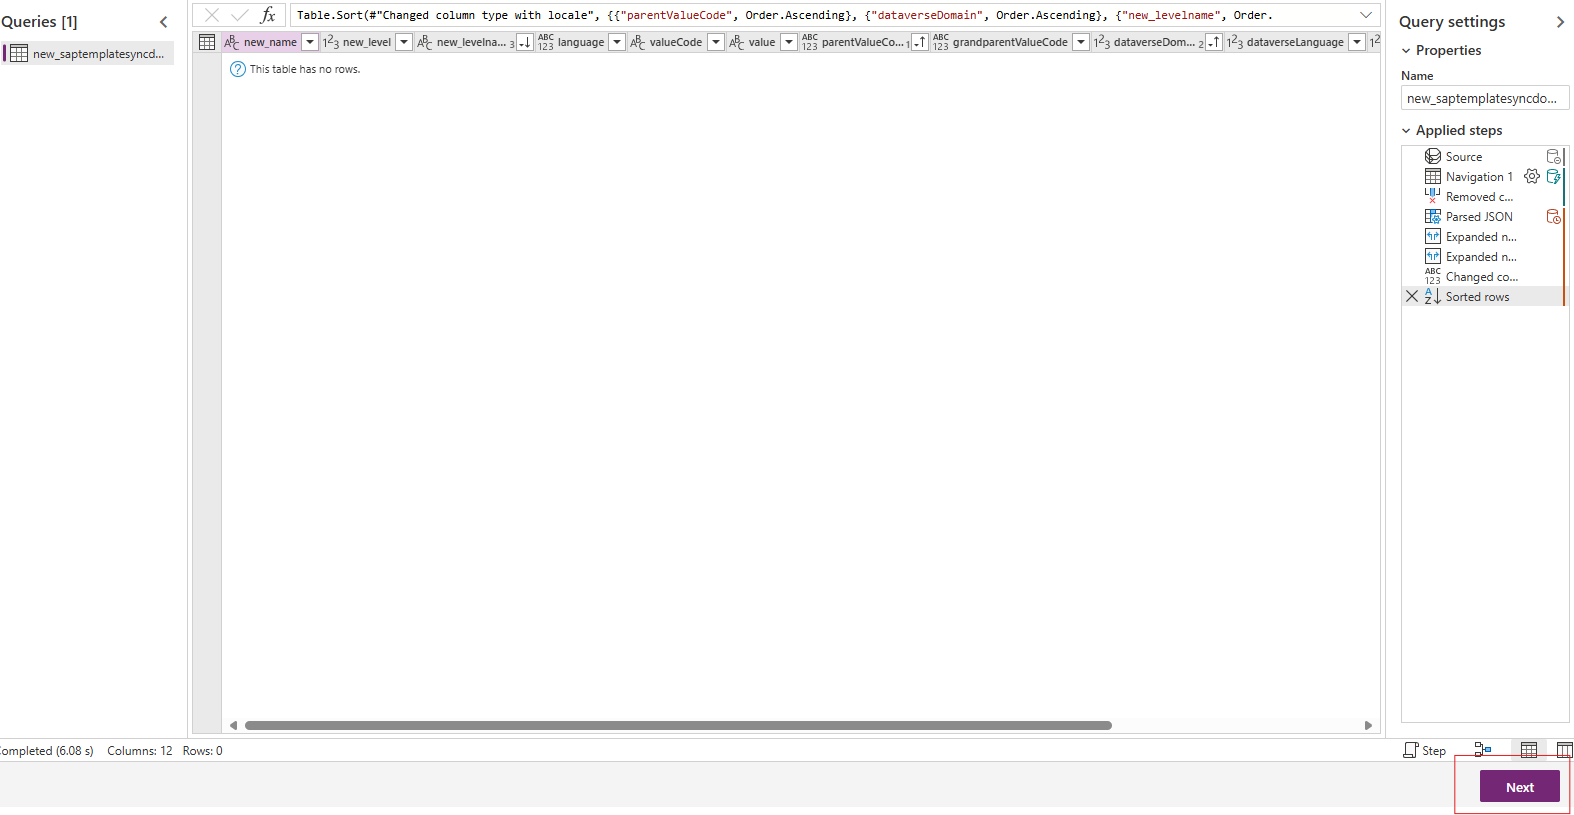 Queries [1]
new_saptemplatesyncd...
fx
Table.Sort(#"Changed column type with locale", {{"parentValueCode", Order.Ascending}, {"dataverseDomain", Order.Ascending}, {"new_levelname", Order.
new_name
new_level
new_levelna... 3
language
valueCode
value
parentValueCo... 1
grandparentValueCode
dataverseDom... 2
dataverseLanguage
This table has no rows.
ompleted (6.08 s) Columns: 12 Rows: 0
Query settings
Properties
Name
new_saptemplatesyncdo...
Applied steps
Source
Navigation 1
Removed c...
Parsed JSON
Expanded n...
Expanded n...
Changed co...
Sorted rows
Step
Next